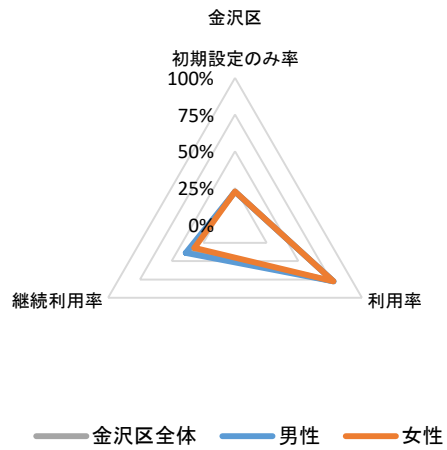 金沢区
初期設定のみ率
100%
75%
50%
25%
0%
継続利用率
利用率
金沢区全体 男性 女性